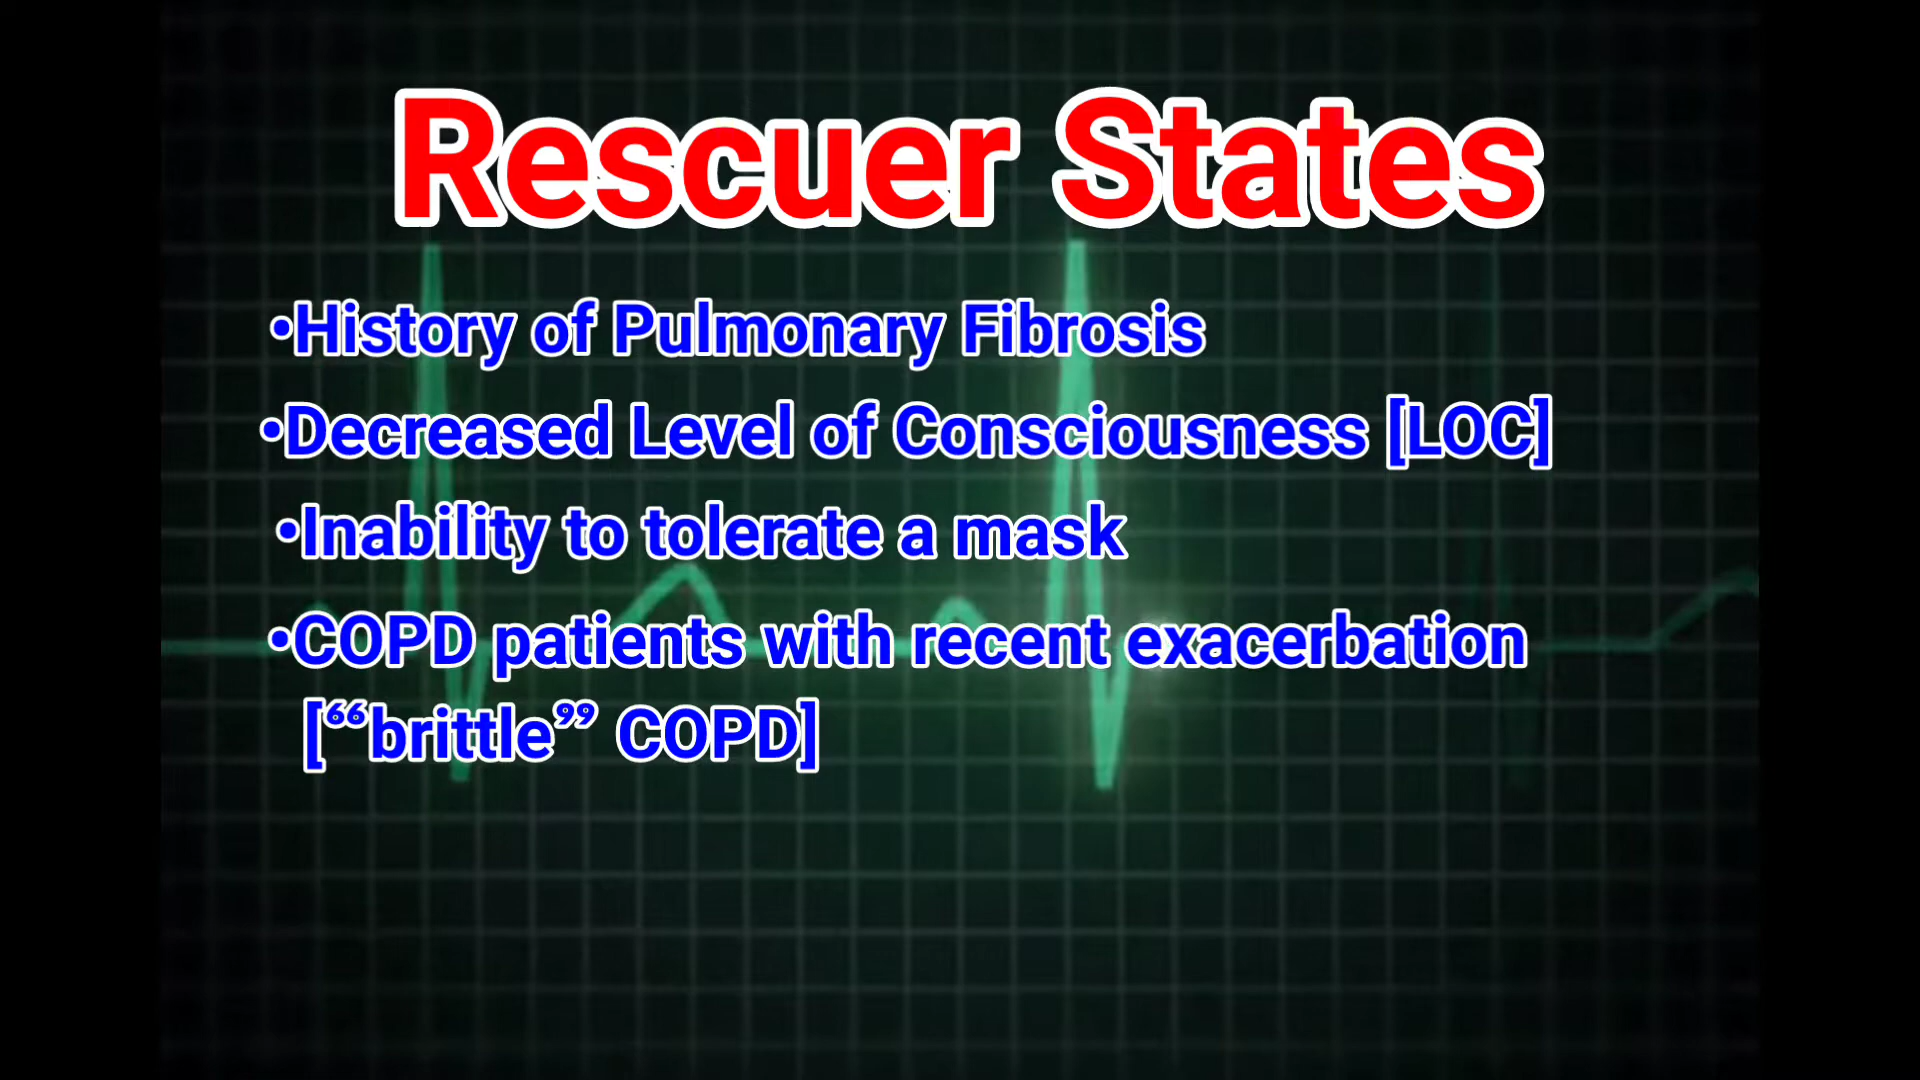 Rescuer States
•History of Pulmonary Fibrosis
•Decreased Level of Consciousness [LOC]
•Inability to tolerate a mask
•COPD patients with recent exacerbation
[“brittle” COPD]